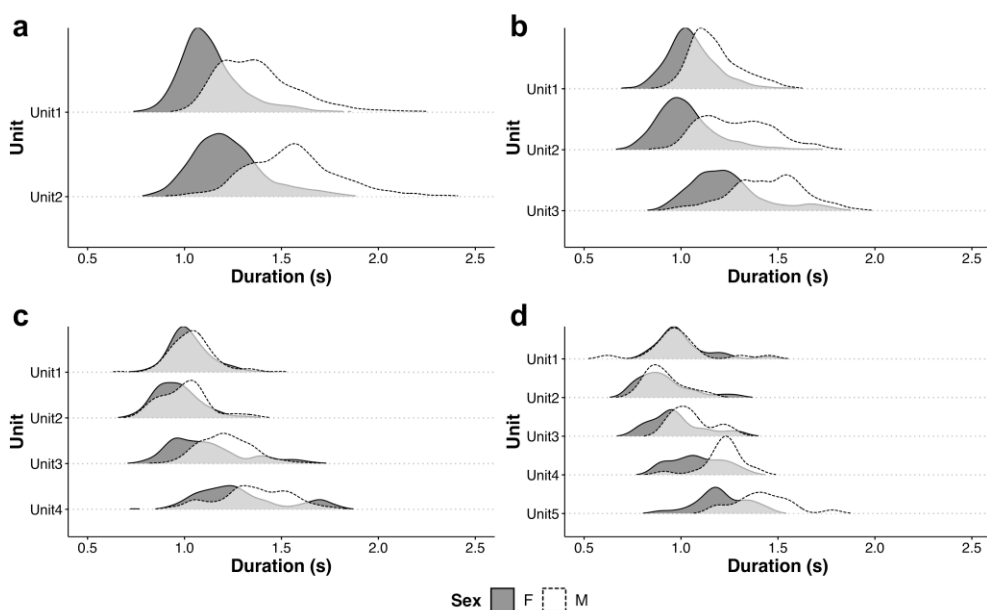 a
Unit
Unit1
Unit2
0.5 1.0 1.5 2.0 2.5
Duration (s)
b
Unit
Unit1
Unit2
Unit3
0.5 1.0 1.5 2.0 2.5
Duration (s)
c
Unit
Unit1
Unit2
Unit3
Unit4
0.5 1.0 1.5 2.0 2.5
Duration (s)
d
Unit
Unit1
Unit2
Unit3
Unit4
Unit5
0.5 1.0 1.5 2.0 2.5
Duration (s)
Sex F M